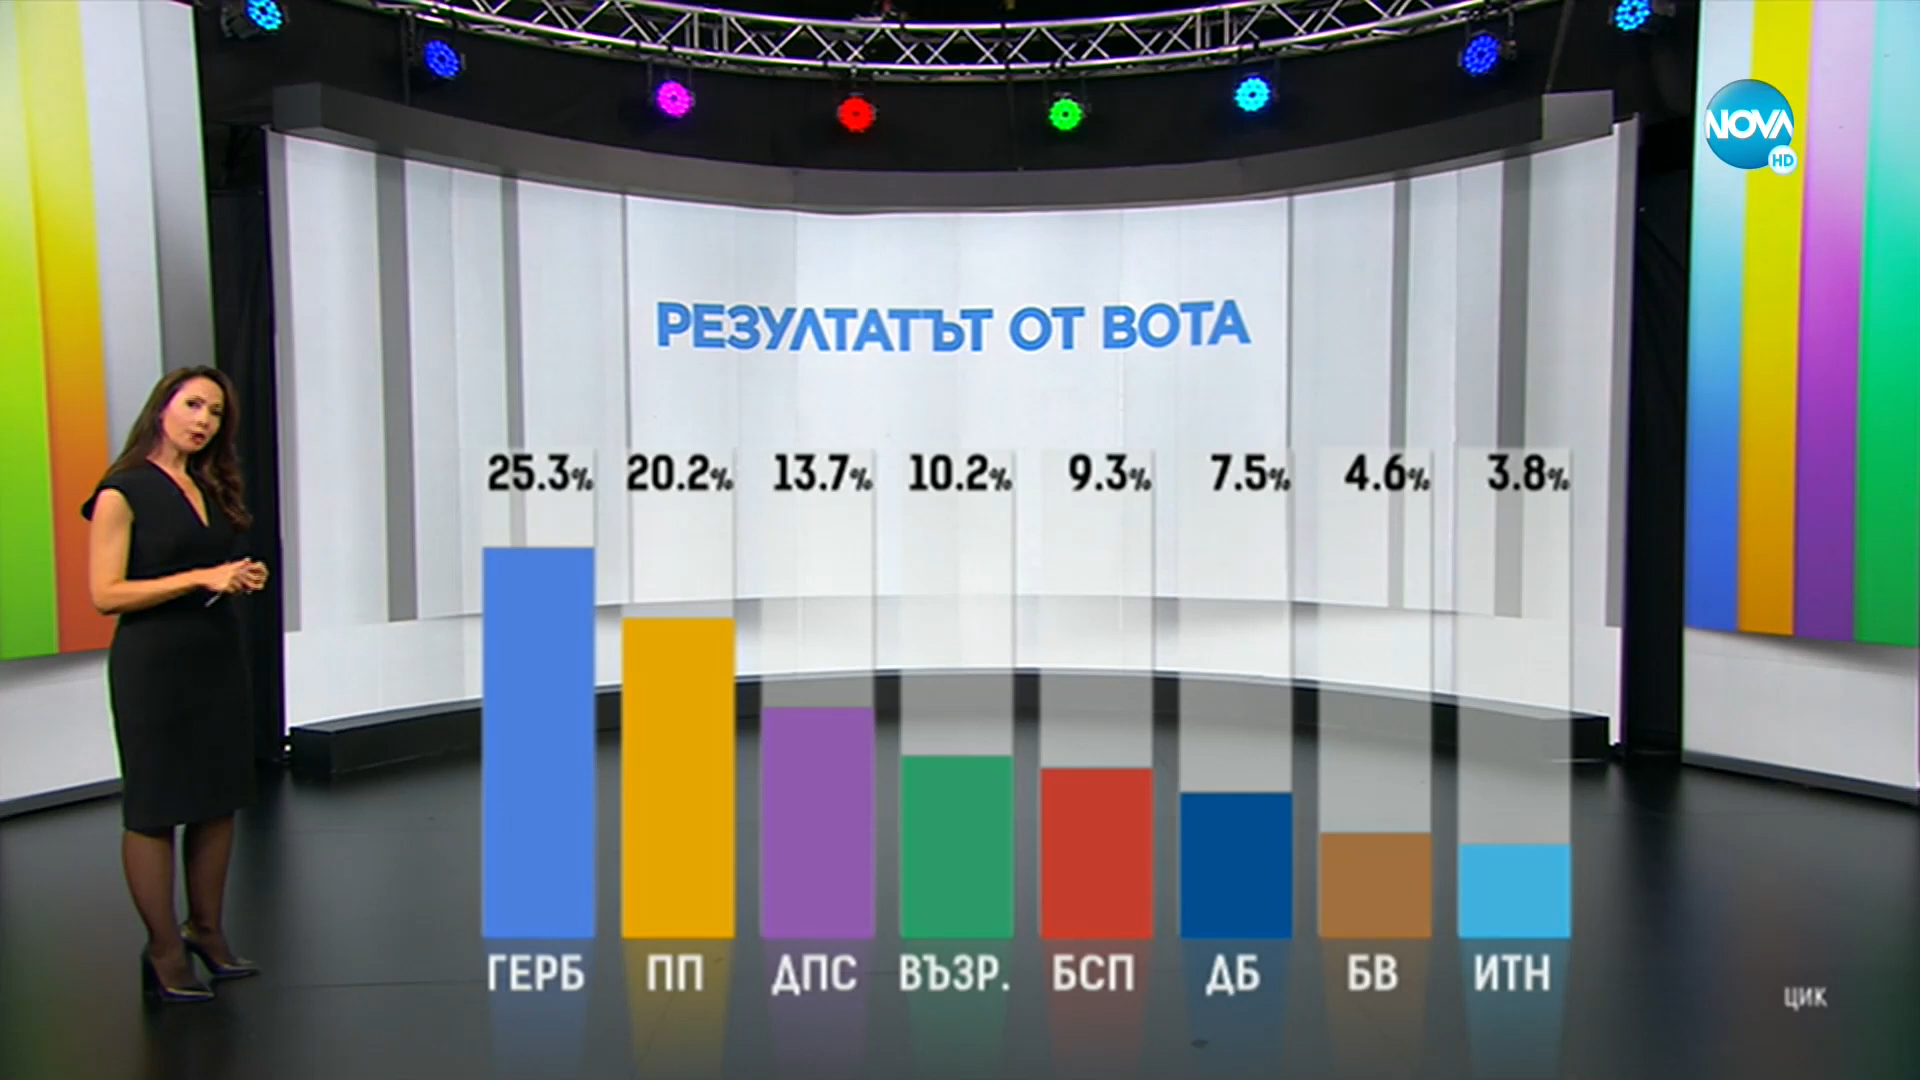 NOVA
HD
РЕЗУЛТАТЪТ ОТ ВОТА
25.3% 20.2% 13.7% 10.2% 9.3% 7.5% 4.6% 3.8%
ГЕРБ ПП ДПС ВЪЗР. БСП ДБ БВ ИТН
ЦИК